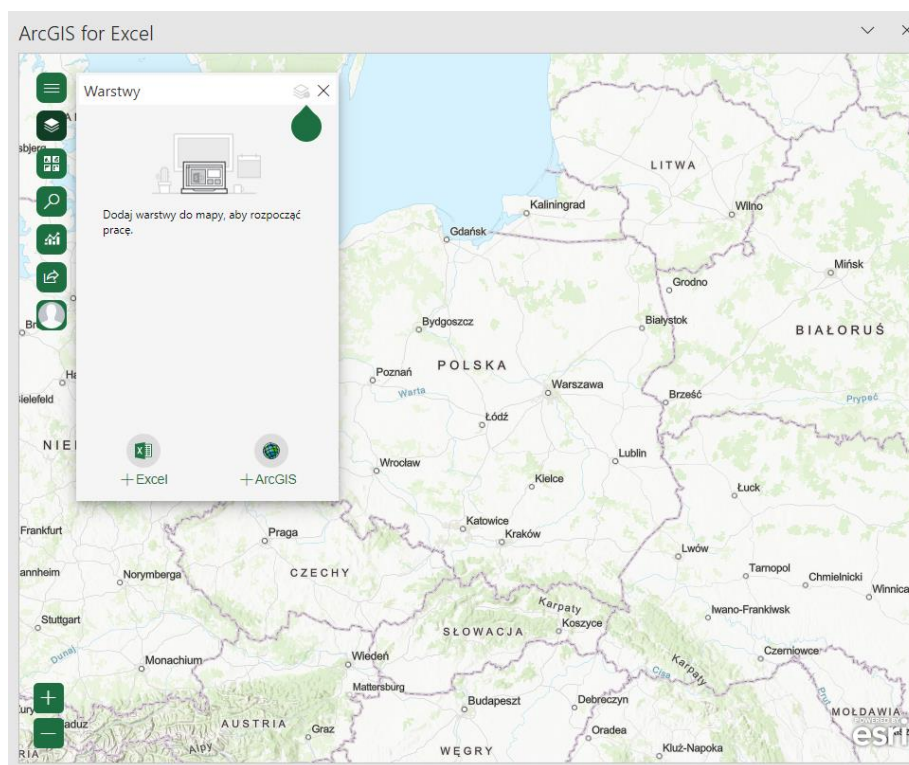 ArcGIS for Excel
Warstwy
Dodaj warstwy do mapy, aby rozpocząć
pracę.
+Excel
+ArcGIS
LITWA
Kaliningrad
Wilno
Gdańsk
Mińsk
Grodno
Bydgoszcz
Białystok
BIAŁORUŚ
POLSKA
Poznań
Warta
Warszawa
Brześć
Prypeć
Łódź
Wrocław
Lublin
Kielce
Łuck
Katowice
Kraków
Frankfurt
Praga
Lwów
Norymberga
CZECHY
Tarnopol
Chmielnicki
Winnica
Karpaty
Iwano-Frankiwsk
Stuttgart
SŁOWACJA
Koszyce
Dunaj
Monachium
Wiedeń
Czerniowce
Karpaty
Cisa
Mattersburg
Budapeszt
Debreczyn
Prut
MOŁDAWIA
AUSTRIA
Graz
Oradea
POWERED BY
esri
Alpy
WĘGRY
Kluż-Napoka